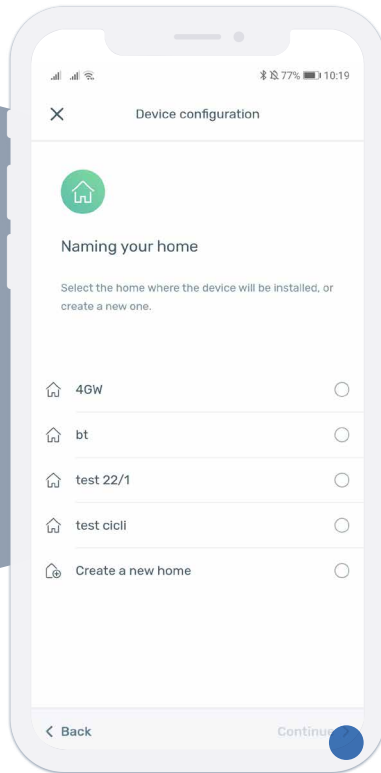 77% 10:19
Device configuration
Naming your home
Select the home where the device will be installed, or
create a new one.
4GW
bt
test 22/1
test cicli
Create a new home
Back
Continue